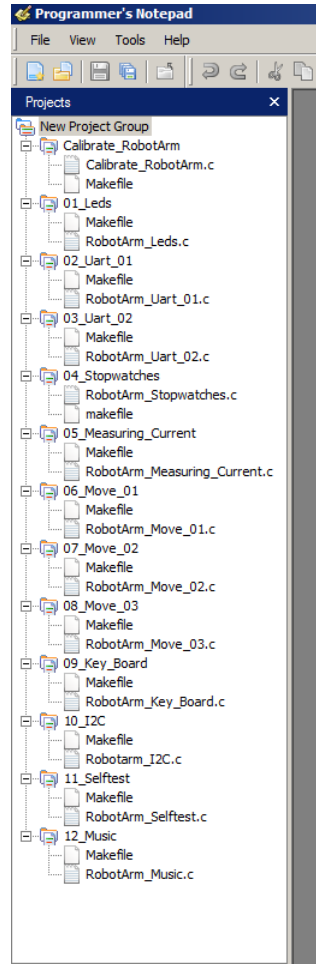 Programmer's Notepad
File View Tools Help
Projects
New Project Group
Calibrate_RobotArm
Calibrate_RobotArm.c
Makefile
01_Leds
Makefile
RobotArm_Leds.c
02_Uart_01
Makefile
RobotArm_Uart_01.c
03_Uart_02
Makefile
RobotArm_Uart_02.c
04_Stopwatches
RobotArm_Stopwatches.c
makefile
05_Measuring_Current
Makefile
RobotArm_Measuring_Current.c
06_Move_01
Makefile
RobotArm_Move_01.c
07_Move_02
Makefile
RobotArm_Move_02.c
08_Move_03
Makefile
RobotArm_Move_03.c
09_Key_Board
Makefile
RobotArm_Key_Board.c
10_I2C
Makefile
Robotarm_I2C.c
11_Selftest
Makefile
RobotArm_Selftest.c
12_Music
Makefile
RobotArm_Music.c